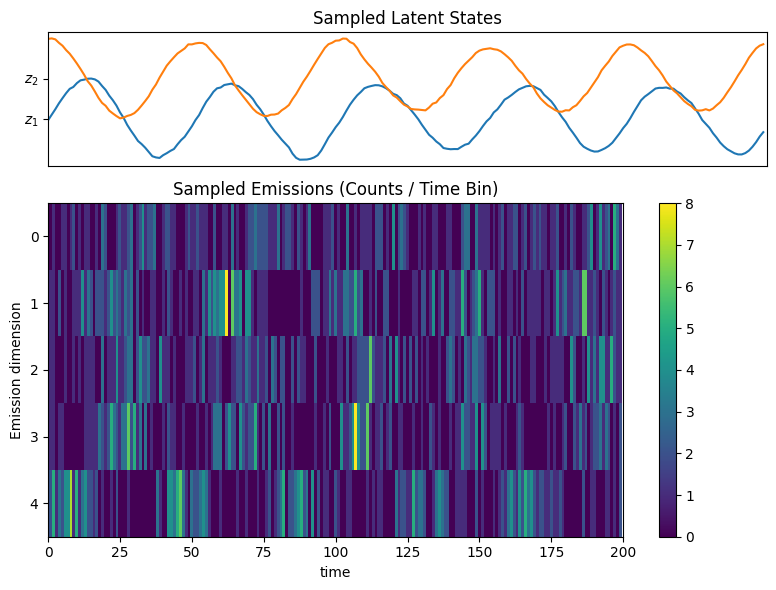 Sampled Latent States
z₂
z₁
Sampled Emissions (Counts / Time Bin)
Emission dimension
0
1
2
3
4
0 25 50 75 100 125 150 175 200
time
8
7
6
5
4
3
2
1
0